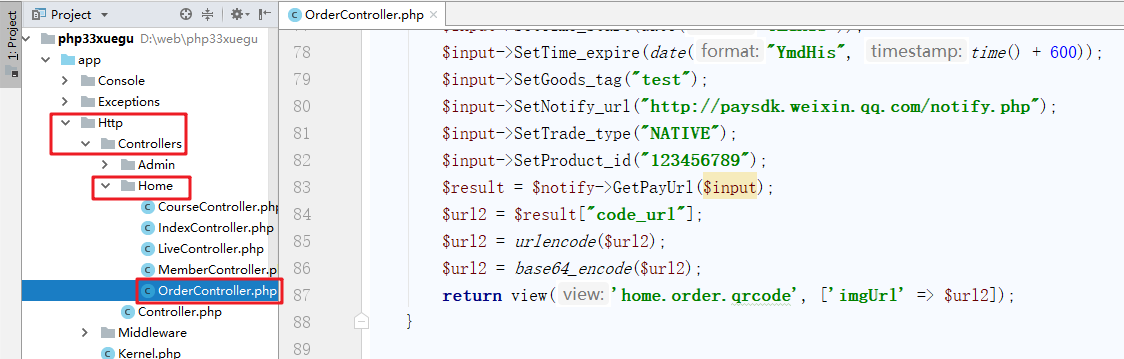 1: Project
Project
php33xuegu D:\web\php33xuegu
app
Console
Exceptions
Http
Controllers
Admin
Home
CourseController.php
IndexController.php
LiveController.php
MemberController.p
OrderController.php
Controller.php
Middleware
Kernel.php
OrderController.php
78 $input->SetTime_expire(date( format: "YmdHis", timestamp: time() + 600));
79 $input->SetGoods_tag("test");
80 $input->SetNotify_url("http://paysdk.weixin.qq.com/notify.php");
81 $input->SetTrade_type("NATIVE");
82 $input->SetProduct_id("123456789");
83 $result = $notify->GetPayUrl($input);
84 $url2 = $result["code_url"];
85 $url2 = urlencode($url2);
86 $url2 = base64_encode($url2);
87 return view( view: 'home.order.qrcode', ['imgUrl' => $url2]);
88 }
89